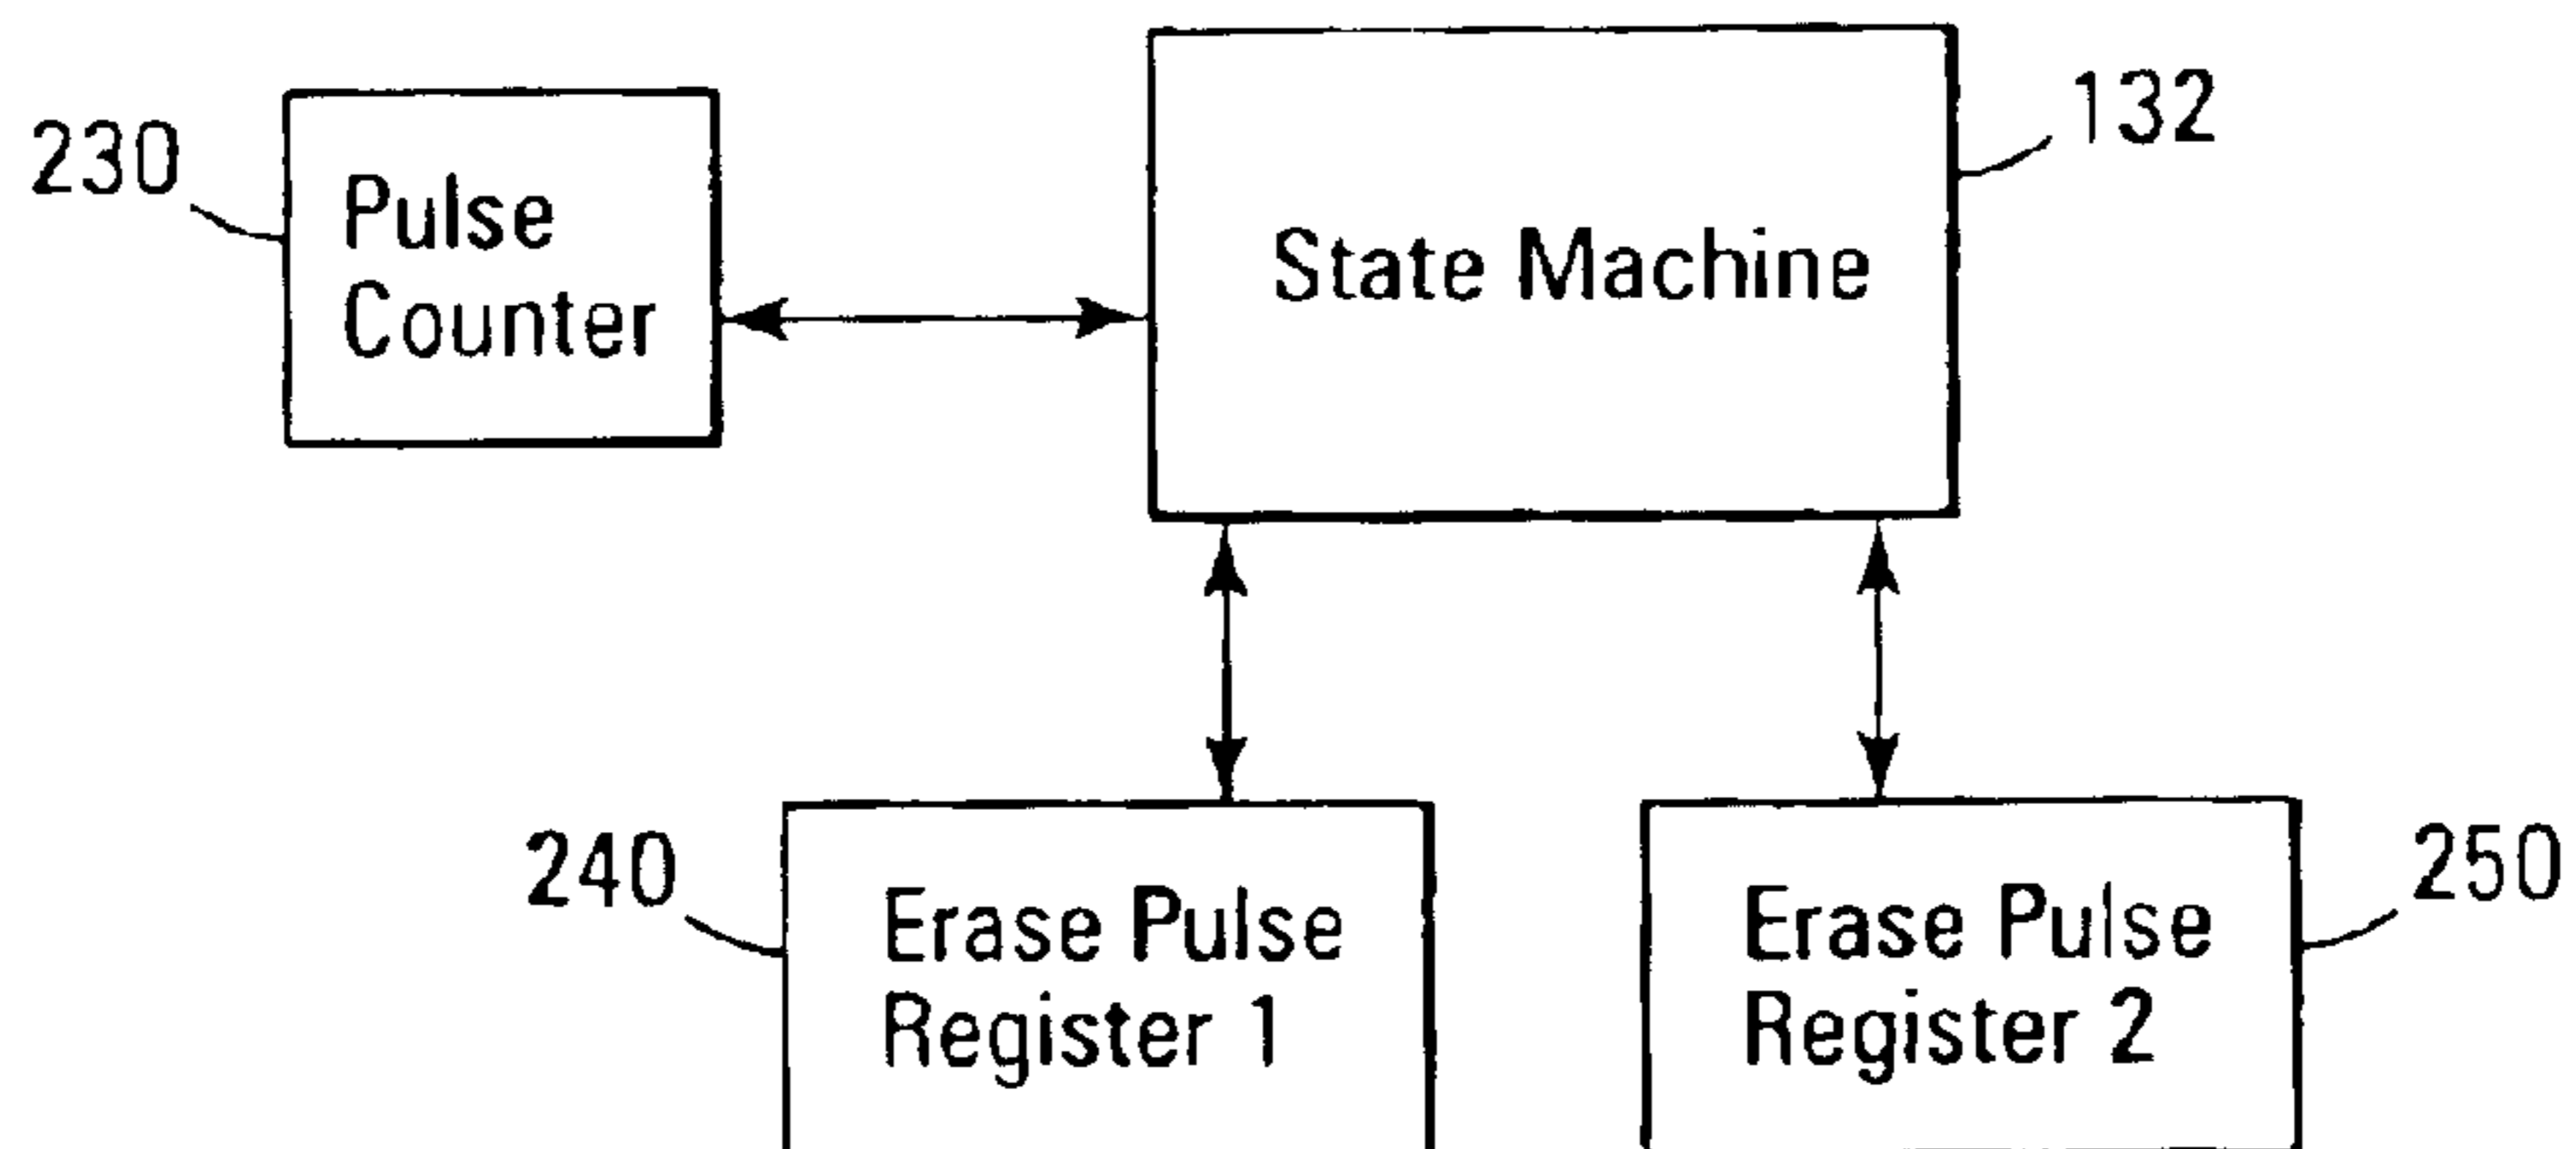 132
230
Pulse
Counter
State Machine
240
Erase Pulse
Register 1
Erase Pulse
Register 2
250